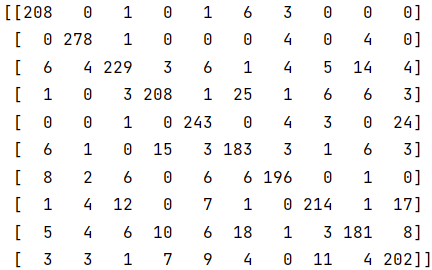 [[208 0 1 0 1 6 3 0 0 0]
[ 0 278 1 0 0 0 4 0 4 0]
[ 6 4 229 3 6 1 4 5 14 4]
[ 1 0 3 208 1 25 1 6 6 3]
[ 0 0 1 0 243 0 4 3 0 24]
[ 6 1 0 15 3 183 3 1 6 3]
[ 8 2 6 0 6 6 196 0 1 0]
[ 1 4 12 0 7 1 0 214 1 17]
[ 5 4 6 10 6 18 1 3 181 8]
[ 3 3 1 7 9 4 0 11 4 202]]